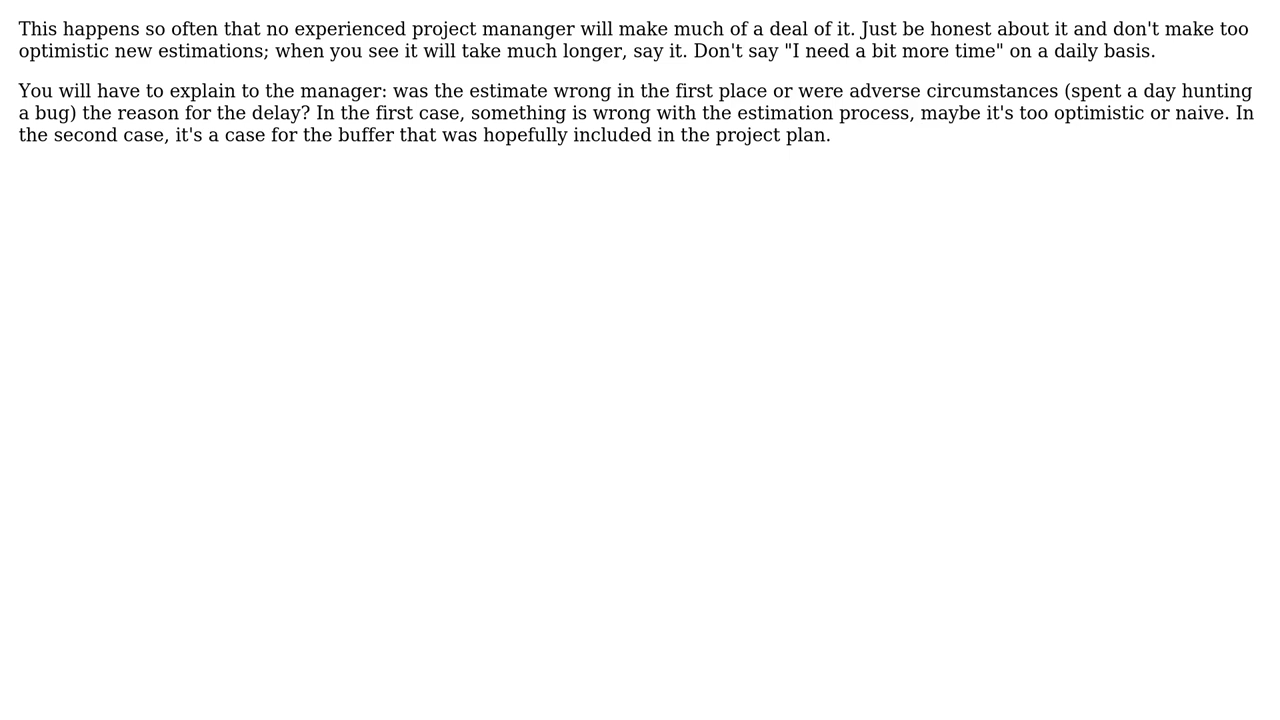 This happens so often that no experienced project mananger will make much of a deal of it. Just be honest about it and don't make too
optimistic new estimations; when you see it will take much longer, say it. Don't say "I need a bit more time" on a daily basis.
You will have to explain to the manager: was the estimate wrong in the first place or were adverse circumstances (spent a day hunting
a bug) the reason for the delay? In the first case, something is wrong with the estimation process, maybe it's too optimistic or naive. In
the second case, it's a case for the buffer that was hopefully included in the project plan.